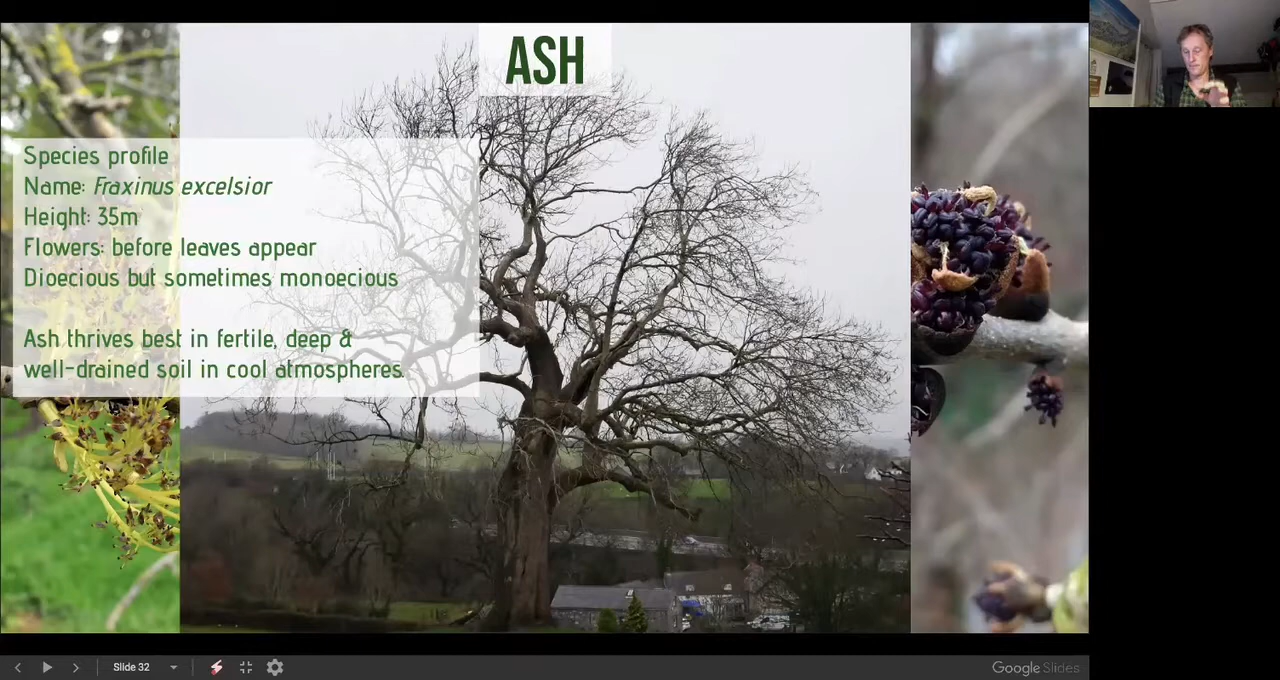 ASH
Species profile
Name: Fraxinus excelsior
Height: 35m
Flowers: before leaves appear
Dioecious but sometimes monoecious
Ash thrives best in fertile, deep &
well-drained soil in cool atmospheres.
Slide 32
Google Slides